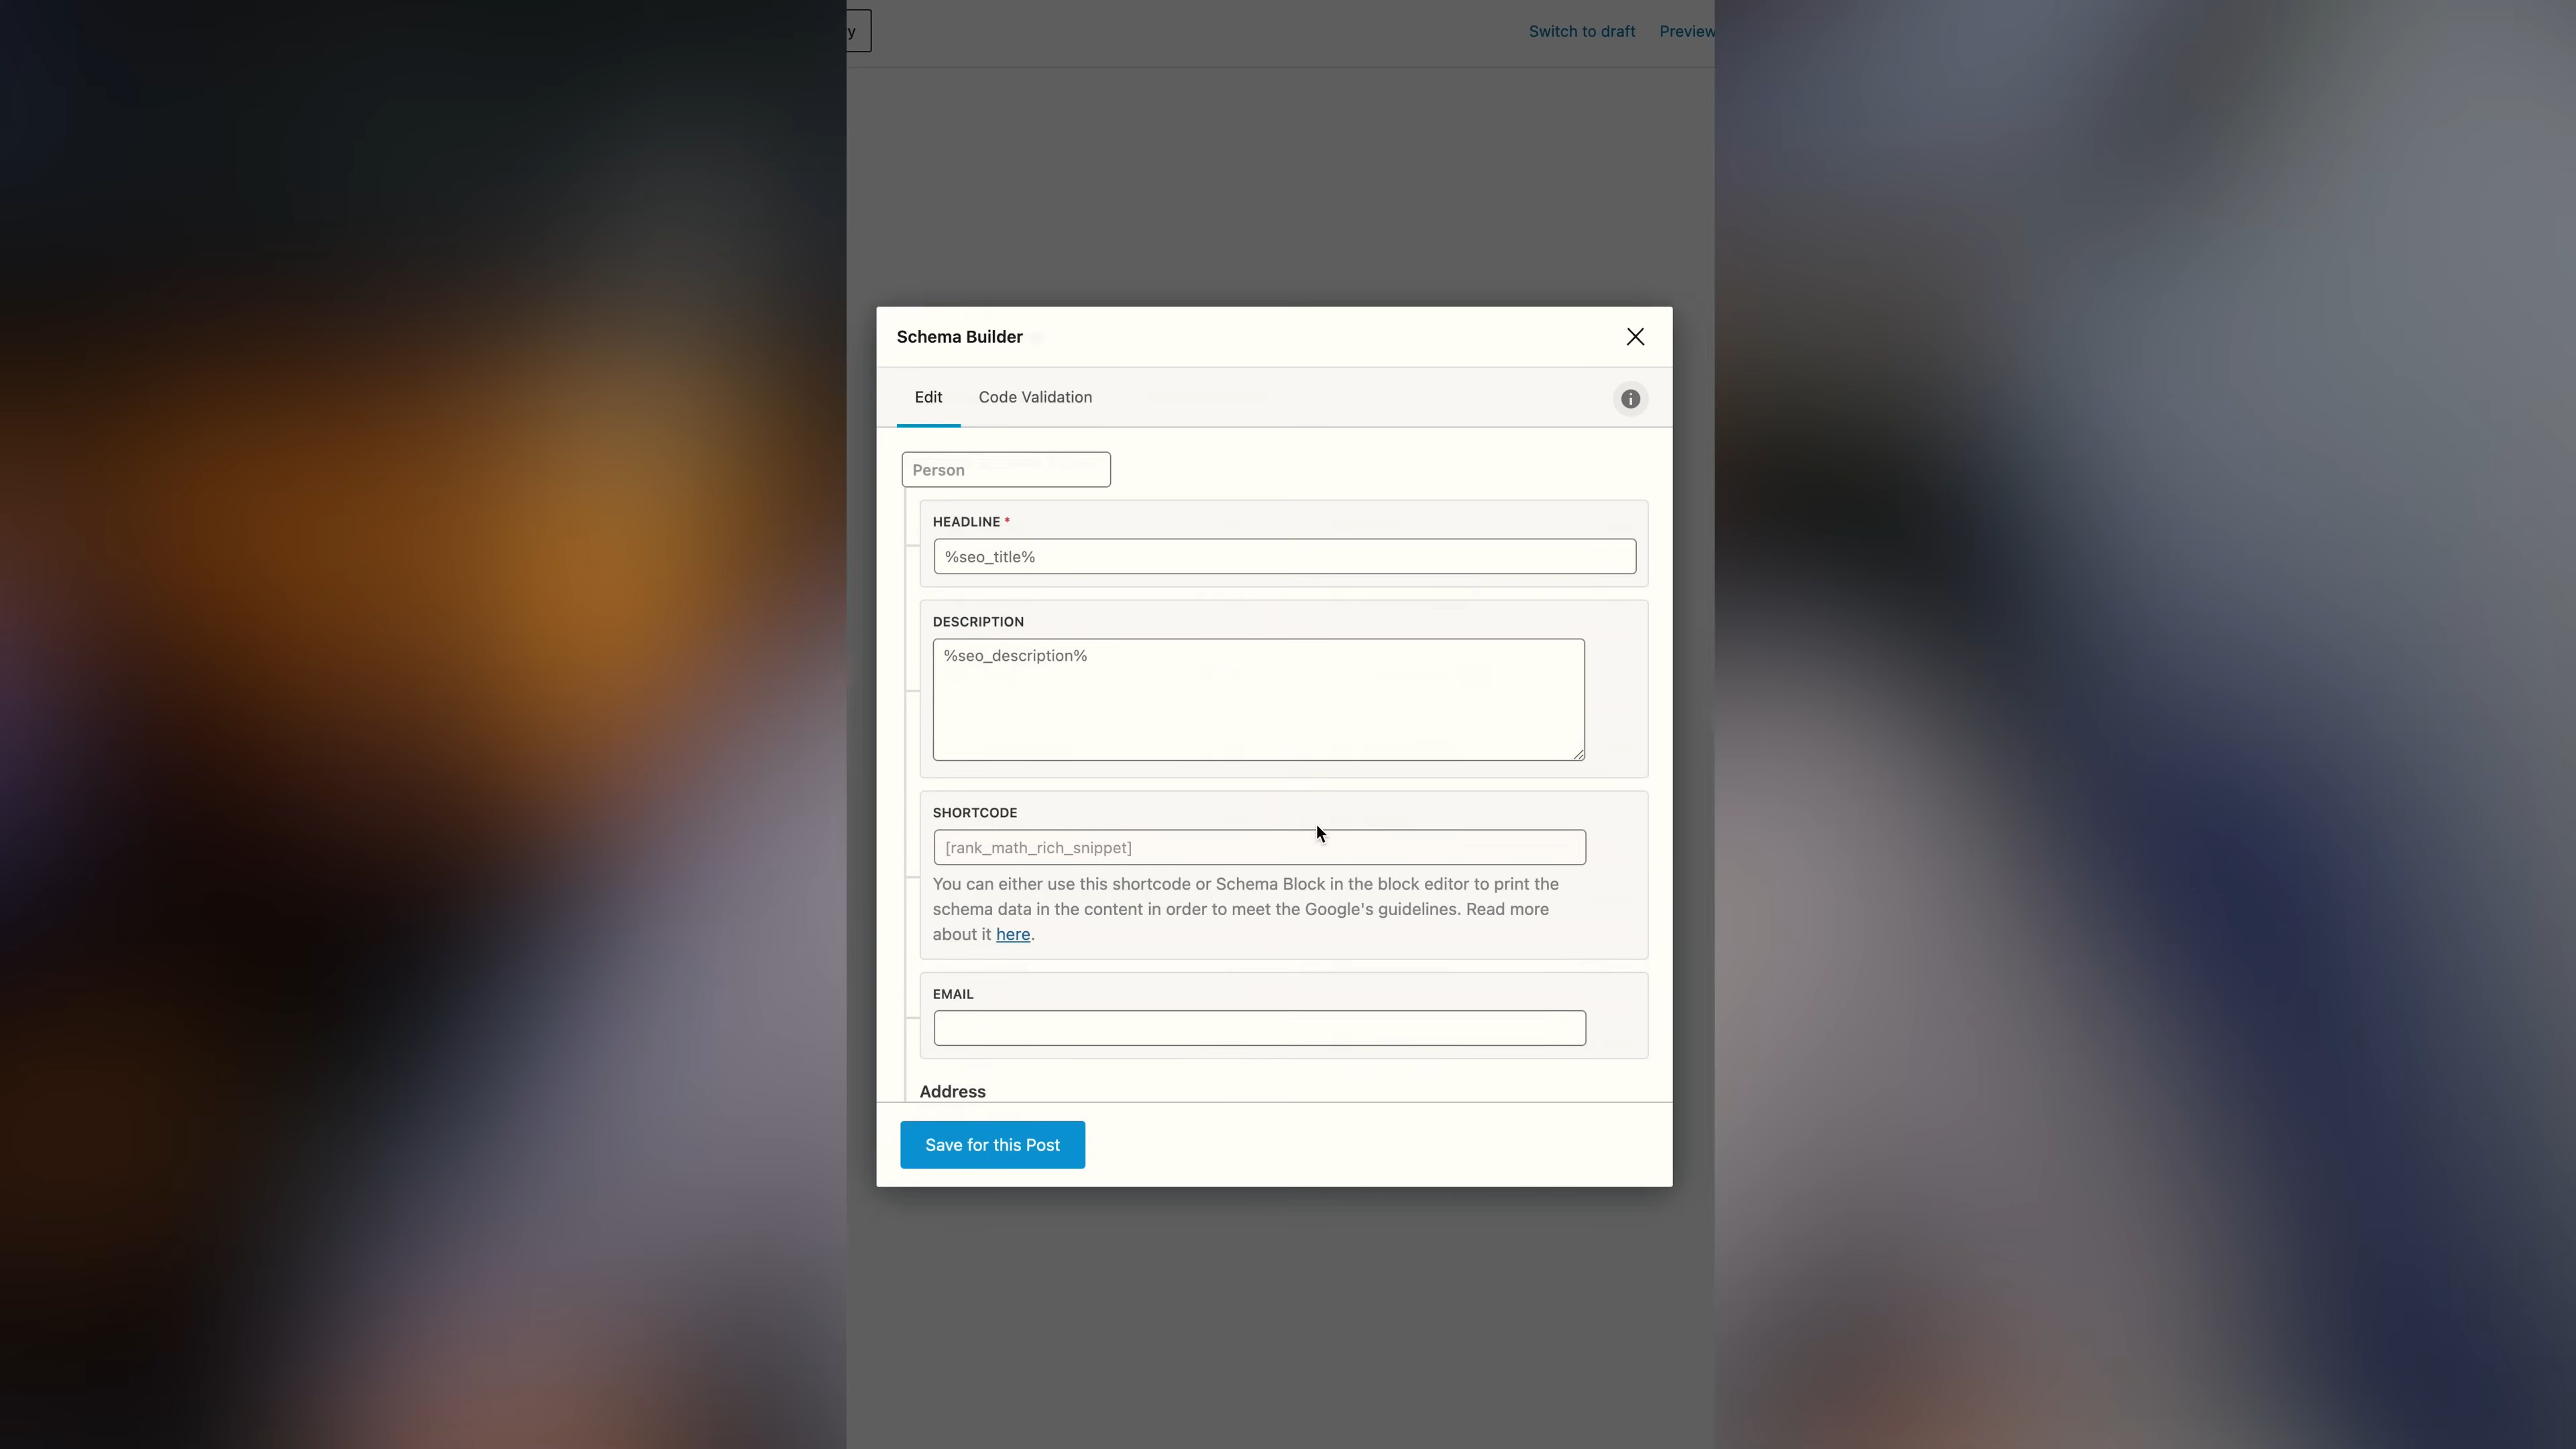 y
Switch to draft Preview
Schema Builder
Edit Code Validation
Person
HEADLINE *
%seo_title%
DESCRIPTION
%seo_description%
SHORTCODE
[rank_math_rich_snippet]
You can either use this shortcode or Schema Block in the block editor to print the
schema data in the content in order to meet the Google's guidelines. Read more
about it here.
EMAIL
Address
Save for this Post